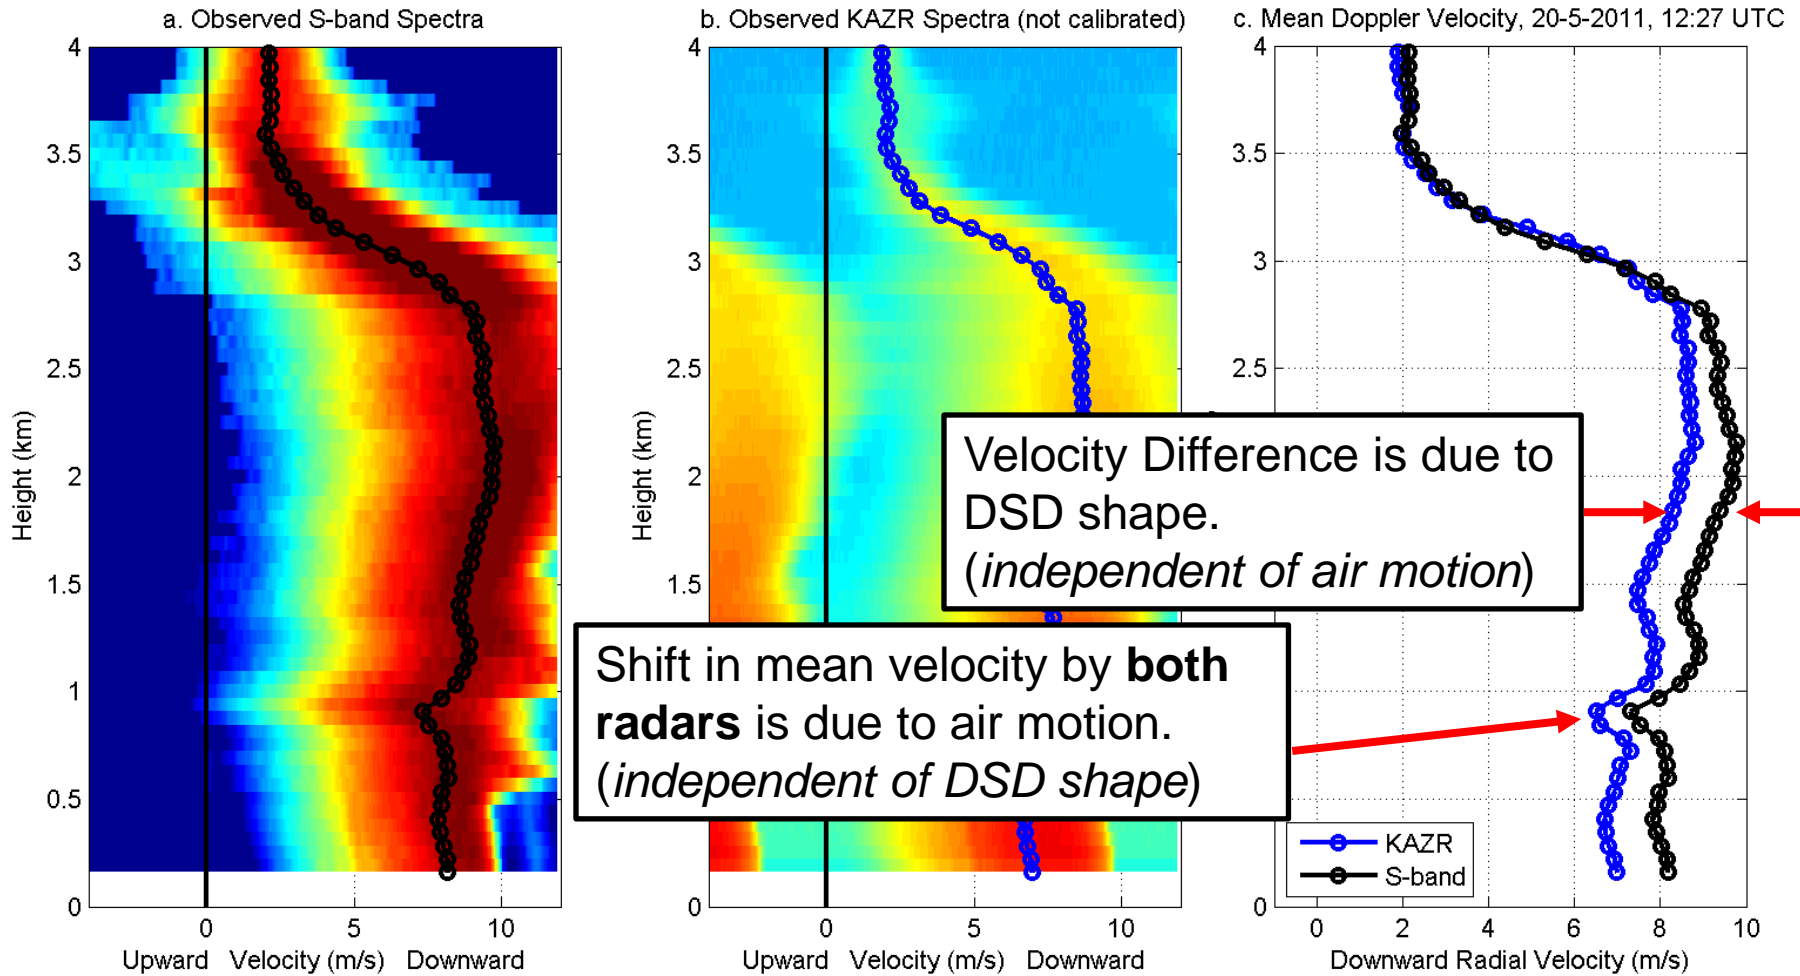 a. Observed S-band Spectra
4
3.5
3
2.5
2
1.5
1
0.5
0
Height (km)
0
5
10
Upward Velocity (m/s) Downward
b. Observed KAZR Spectra (not calibrated)
4
3.5
3
2.5
2
1.5
0
Height (km)
0
5
10
Upward Velocity (m/s) Downward
c. Mean Doppler Velocity, 20-5-2011, 12:27 UTC
4
3.5
3
2.5
0
0
2
4
6
8
10
Downward Radial Velocity (m/s)
KAZR
S-band
Velocity Difference is due to
DSD shape.
(independent of air motion)
Shift in mean velocity by both
radars is due to air motion.
(independent of DSD shape)